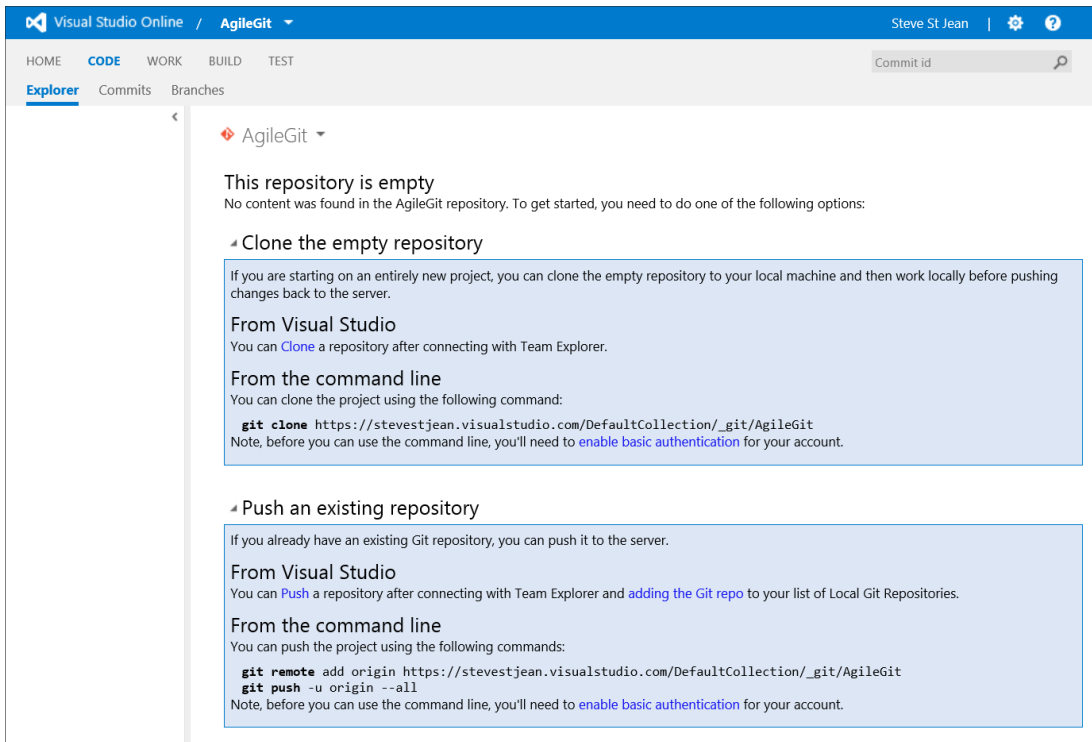 Visual Studio Online / AgileGit
Steve St Jean |
HOME CODE WORK BUILD TEST
Commit id
Explorer Commits Branches
AgileGit
This repository is empty
No content was found in the AgileGit repository. To get started, you need to do one of the following options:
Clone the empty repository
If you are starting on an entirely new project, you can clone the empty repository to your local machine and then work locally before pushing
changes back to the server.
From Visual Studio
You can Clone a repository after connecting with Team Explorer.
From the command line
You can clone the project using the following command:
git clone https://stevestjean.visualstudio.com/DefaultCollection/_git/AgileGit
Note, before you can use the command line, you'll need to enable basic authentication for your account.
Push an existing repository
If you already have an existing Git repository, you can push it to the server.
From Visual Studio
You can Push a repository after connecting with Team Explorer and adding the Git repo to your list of Local Git Repositories.
From the command line
You can push the project using the following commands:
git remote add origin https://stevestjean.visualstudio.com/DefaultCollection/_git/AgileGit
git push -u origin --all
Note, before you can use the command line, you'll need to enable basic authentication for your account.